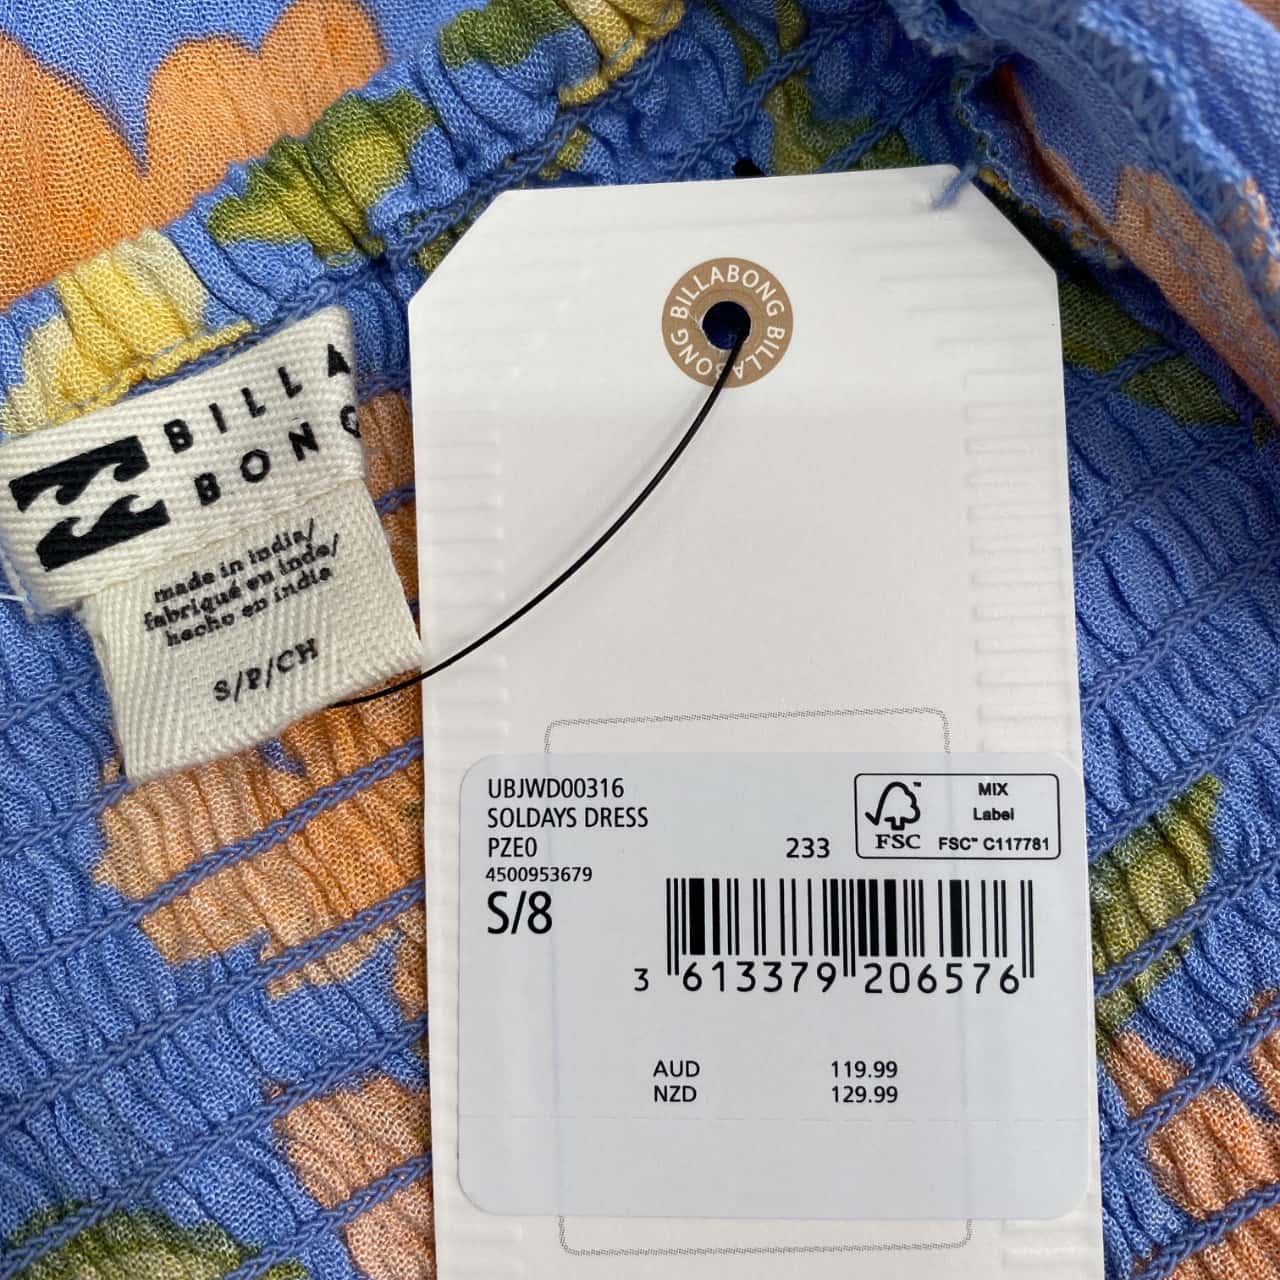 BILLABONG BILLABONG
BILLA
BONG
made in india/
fabriqué en inde/
hecho en india
S/P/CH
UBJWD00316
SOLDAYS DRESS
PZE0
233
4500953679
S/8
FSC
™
MIX
Label
FSC™ C117781
3 613379 206576
AUD 119.99
NZD 129.99